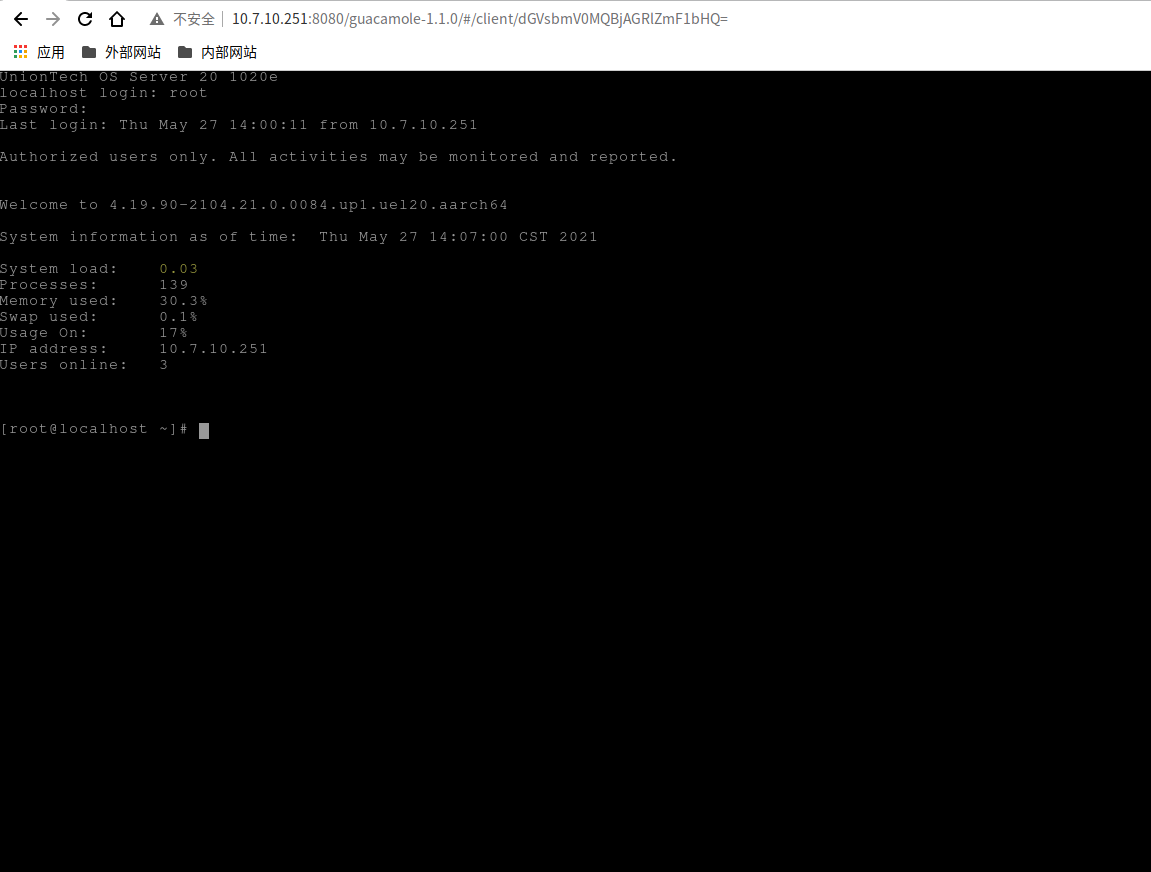 不安全 10.7.10.251:8080/guacamole-1.1.0/#/client/dGVsbmV0MQBjAGRlZmF1bHQ=
应用 外部网站 内部网站
UnionTech OS Server 20 1020e
localhost login: root
Password:
Last login: Thu May 27 14:00:11 from 10.7.10.251
Authorized users only. All activities may be monitored and reported.
Welcome to 4.19.90-2104.21.0.0084.up1.uel20.aarch64
System information as of time:  Thu May 27 14:07:00 CST 2021
System load:    0.03
Processes:      139
Memory used:    30.3%
Swap used:      0.1%
Usage On:       17%
IP address:     10.7.10.251
Users online:   3
[root@localhost ~]#